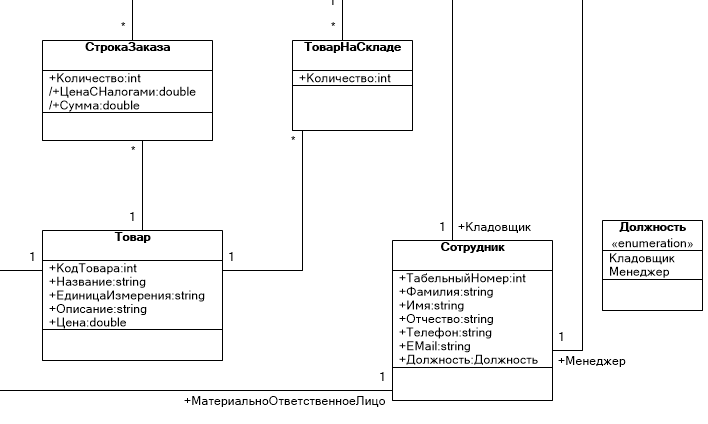 1
*
*
СтрокаЗаказа
+Количество:int
/+ЦенаСНалогами:double
/+Сумма:double
ТоварНаСкладе
+Количество:int
*
*
1
1
Товар
1
+КодТовара:int
+Название:string
+ЕдиницаИзмерения:string
+Описание:string
+Цена:double
1
+Кладовщик
Сотрудник
+ТабельныйНомер:int
+Фамилия:string
+Имя:string
+Отчество:string
+Телефон:string
+EMail:string
+Должность:Должность
Должность
«enumeration»
Кладовщик
Менеджер
1
+Менеджер
1
+МатериальноОтветственноеЛицо